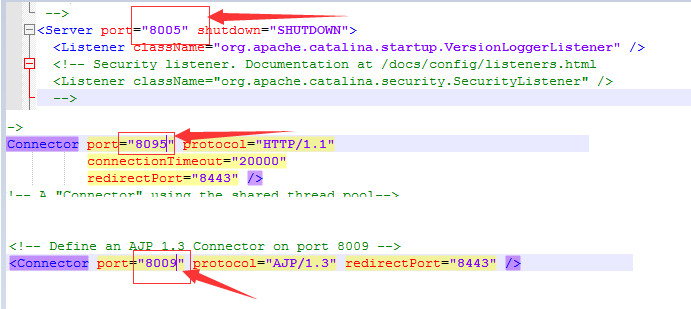 -->
<Server port="8005" shutdown="SHUTDOWN">
<Listener className="org.apache.catalina.startup.VersionLoggerListener" />
<!-- Security listener. Documentation at /docs/config/listeners.html
<Listener className="org.apache.catalina.security.SecurityListener" />
-->
->
Connector port="8095" protocol="HTTP/1.1"
connectionTimeout="20000"
redirectPort="8443" />
!-- A "Connector" using the shared thread pool-->
<!-- Define an AJP 1.3 Connector on port 8009 -->
<Connector port="8009" protocol="AJP/1.3" redirectPort="8443" />